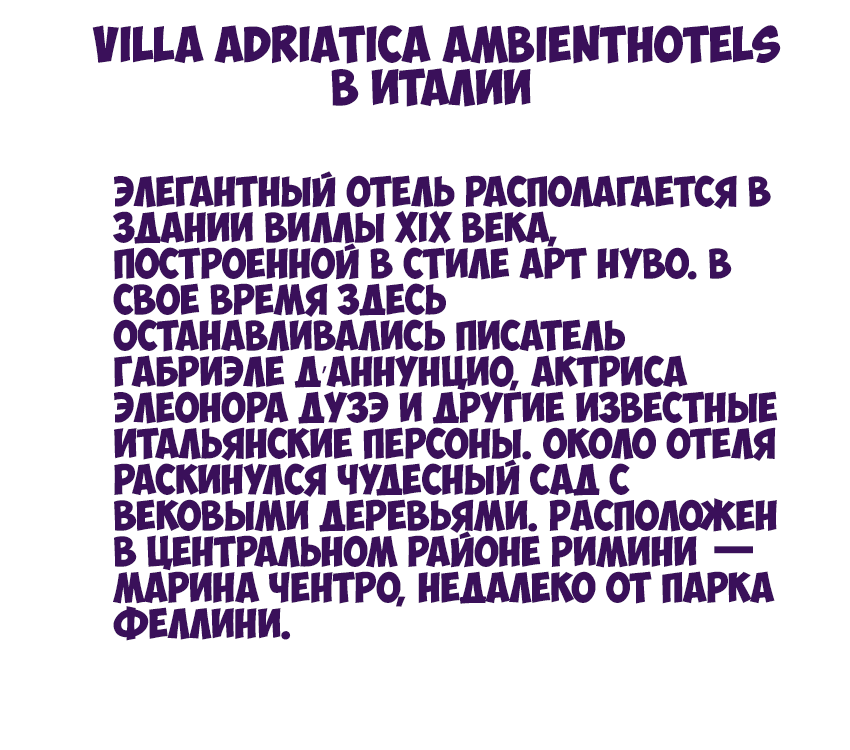 VILLA ADRIATICA AMBIENTHOTELS
В ИТАЛИИ
ЭЛЕГАНТНЫЙ ОТЕЛЬ РАСПОЛАГАЕТСЯ В
ЗДАНИИ ВИЛЛЫ XIX ВЕКА,
ПОСТРОЕННОЙ В СТИЛЕ АРТ НУВО. В
СВОЕ ВРЕМЯ ЗДЕСЬ
ОСТАНАВЛИВАЛИСЬ ПИСАТЕЛЬ
ГАБРИЭЛЕ Д'АННУНЦИО, АКТРИСА
ЭЛЕОНОРА ДУЗЭ И ДРУГИЕ ИЗВЕСТНЫЕ
ИТАЛЬЯНСКИЕ ПЕРСОНЫ. ОКОЛО ОТЕЛЯ
РАСКИНУЛСЯ ЧУДЕСНЫЙ САД С
ВЕКОВЫМИ ДЕРЕВЬЯМИ. РАСПОЛОЖЕН
В ЦЕНТРАЛЬНОМ РАЙОНЕ РИМИНИ —
МАРИНА ЧЕНТРО, НЕДАЛЕКО ОТ ПАРКА
ФЕЛЛИНИ.